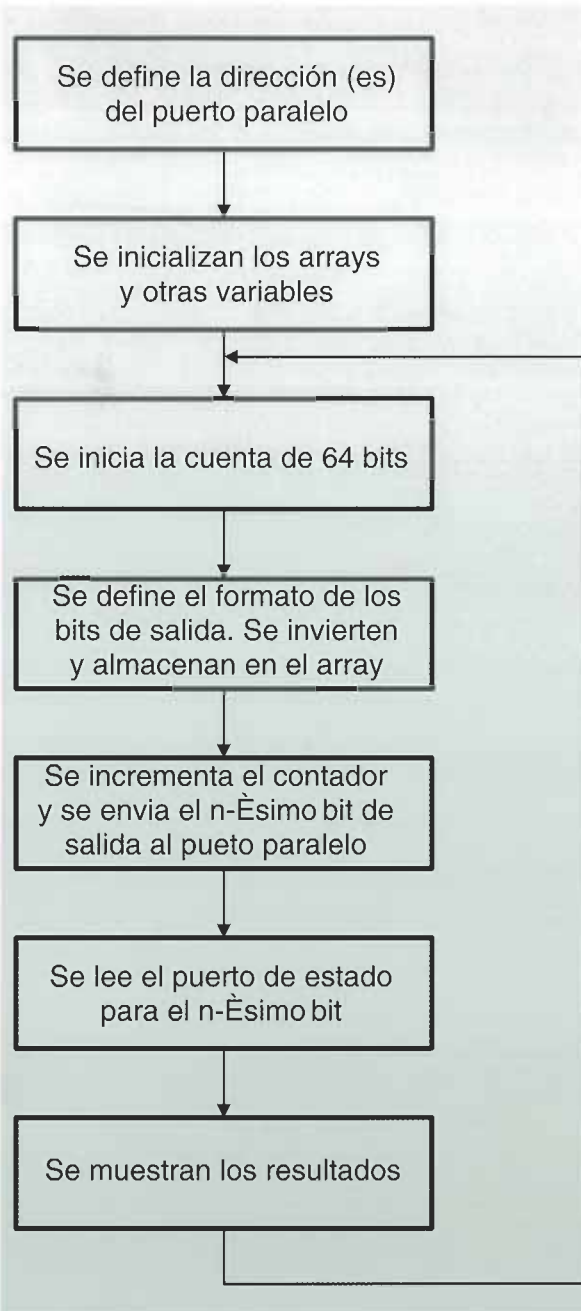 Se define la dirección (es)
del puerto paralelo
Se inicializan los arrays
y otras variables
Se inicia la cuenta de 64 bits
Se define el formato de los
bits de salida. Se invierten
y almacenan en el array
Se incrementa el contador
y se envia el n-Èsimo bit de
salida al pueto paralelo
Se lee el puerto de estado
para el n-Èsimo bit
Se muestran los resultados